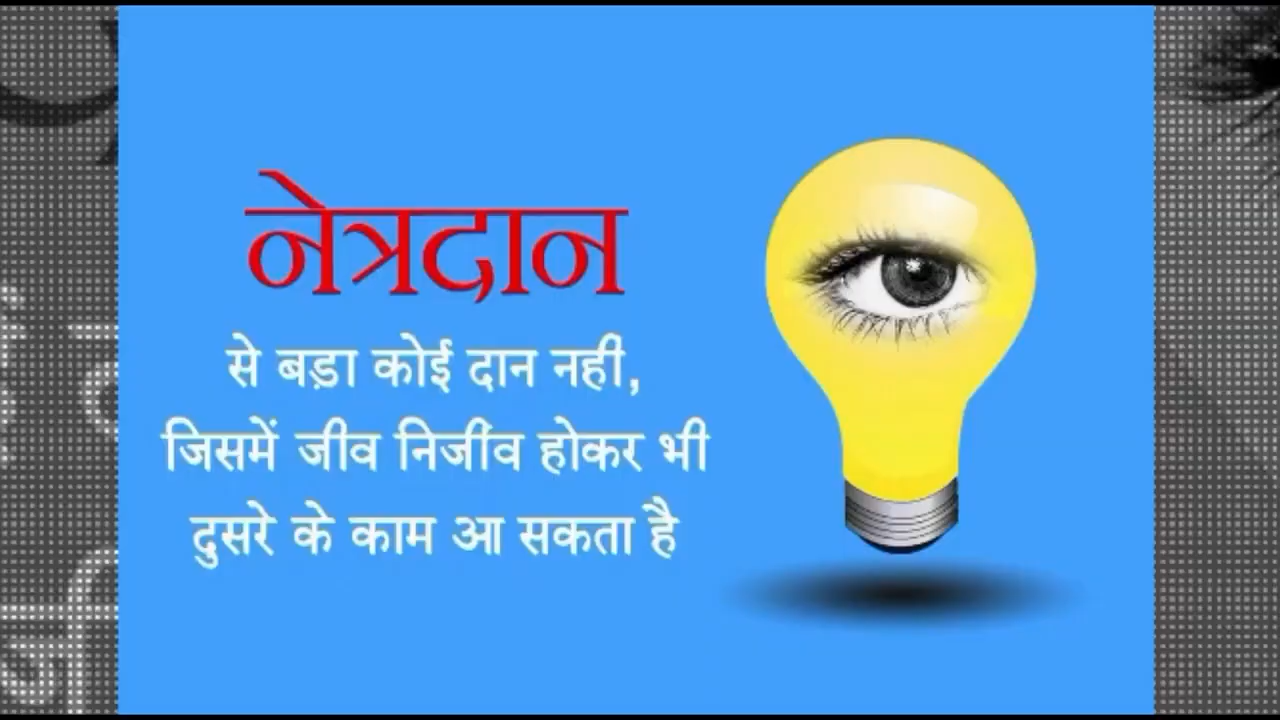 नेत्रदान
से बड़ा कोई दान नही,
जिसमें जीव निर्जीव होकर भी
दुसरे के काम आ सकता है